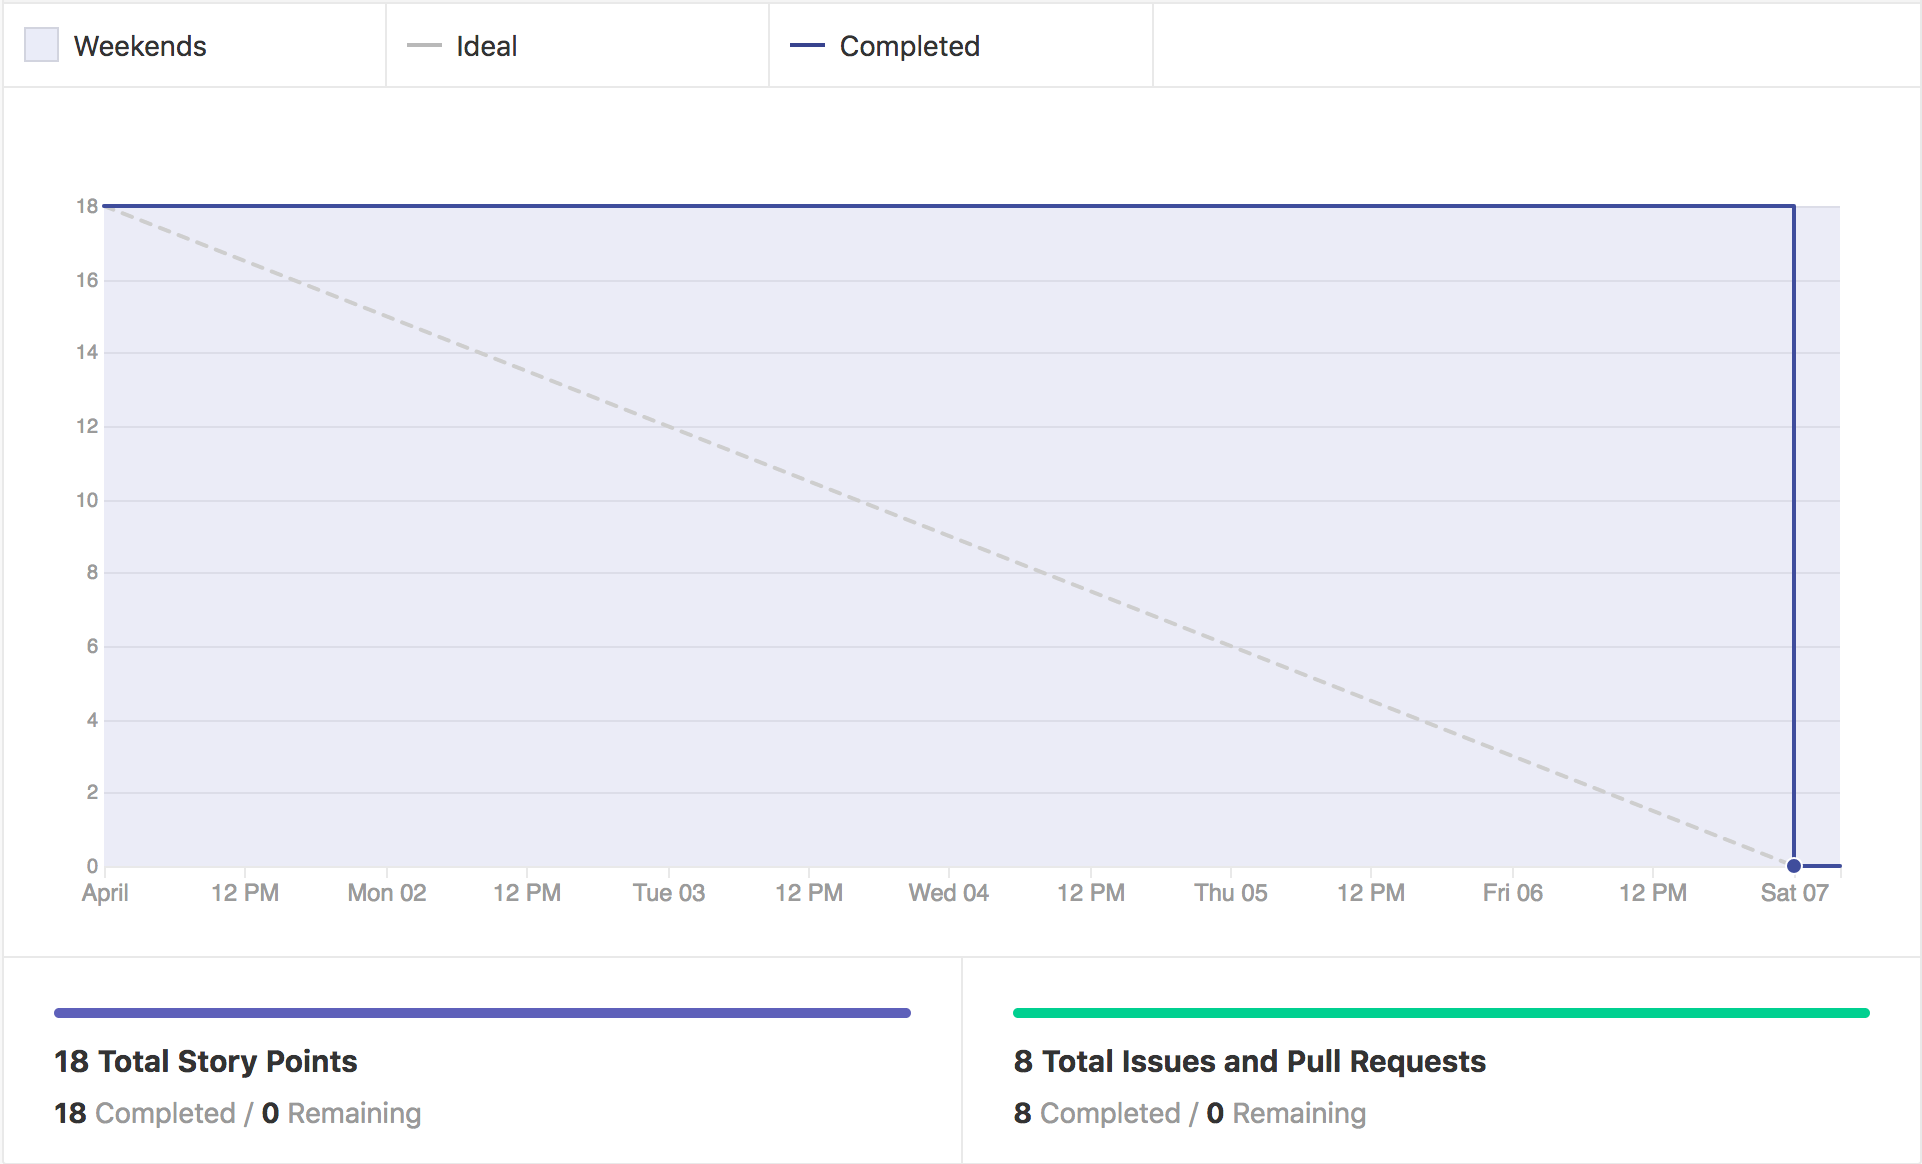 Weekends Ideal Completed
18
16
14
12
10
8
6
4
2
0
April 12 PM Mon 02 12 PM Tue 03 12 PM Wed 04 12 PM Thu 05 12 PM Fri 06 12 PM Sat 07
18 Total Story Points
18 Completed / 0 Remaining
8 Total Issues and Pull Requests
8 Completed / 0 Remaining